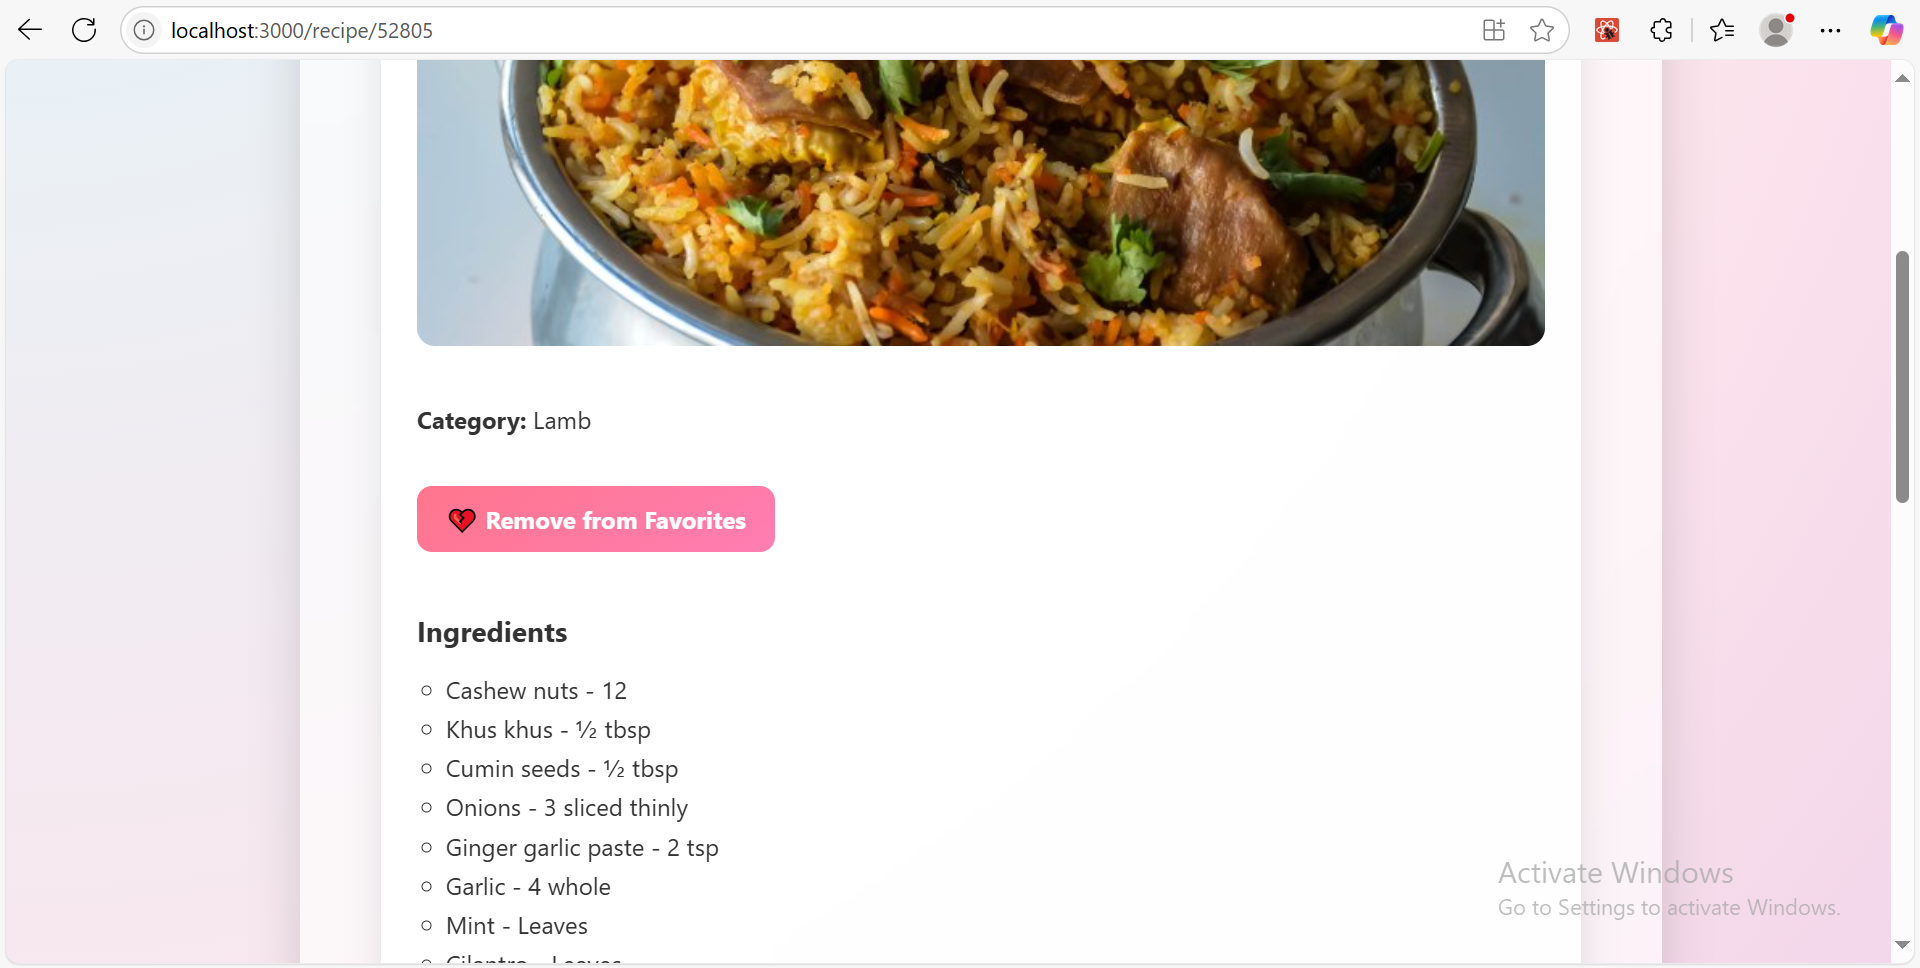 localhost:3000/recipe/52805
Category: Lamb
Remove from Favorites
Ingredients
Cashew nuts - 12
Khus khus - ½ tbsp
Cumin seeds - ½ tbsp
Onions - 3 sliced thinly
Ginger garlic paste - 2 tsp
Garlic - 4 whole
Mint - Leaves
Cilantro - Leaves
Activate Windows
Go to Settings to activate Windows.